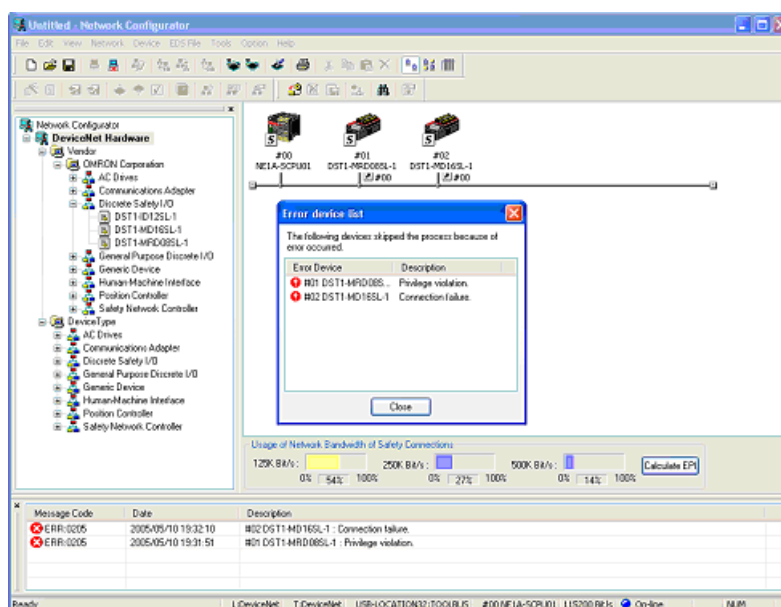 Untitled - Network Configurator
File Edit View Network Device EDS File Tools Option Help
Network Configurator
DeviceNet Hardware
Vendor
OMRON Corporation
AC Drives
Communications Adapter
Discrete Safety I/O
DST1-ID12SL-1
DST1-MD16SL-1
DST1-MRD08SL-1
General Purpose Discrete I/O
Generic Device
Human-Machine Interface
Position Controller
Safety Network Controller
DeviceType
AC Drives
Communications Adapter
Discrete Safety I/O
General Purpose Discrete I/O
Generic Device
Human-Machine Interface
Position Controller
Safety Network Controller
#00 #01 #02
NE1A-SCPU01 DST1-MRD08SL-1 DST1-MD16SL-1
#00 #00
Error device list
The following devices skipped the process because of
error occurred.
Error Device Description
#01 DST1-MRD08S... Privilege violation.
#02 DST1-MD16SL-1 Connection failure.
Close
Usage of Network Bandwidth of Safety Connections
125K Bit/s : 250K Bit/s : 500K Bit/s : Calculate EPI
0% 54% 100% 0% 27% 100% 0% 14% 100%
Message Code Date Description
ERR:0205 2005/05/10 19:32:10 #02 DST1-MD16SL-1 : Connection failure.
ERR:0205 2005/05/10 19:31:51 #01 DST1-MRD08SL-1 : Privilege violation.
Ready L:DeviceNet T:DeviceNet USB-LOCATION32:TOOLBUS #00 NE1A-SCPU01 115200 Bit/s On-line NUM